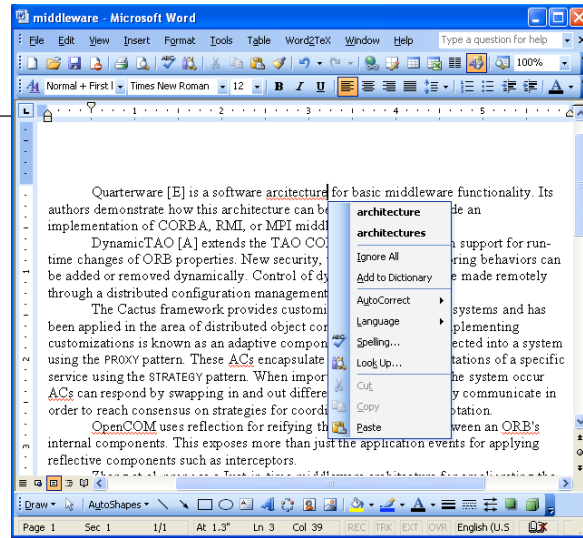 middleware - Microsoft Word
File Edit View Insert Format Tools Table Word2TeX Window Help Type a question for help
100%
Normal + First l Times New Roman 12 B I U
1 2 3 4 5
Quarterware [E] is a software arcitecture for basic middleware functionality. Its
authors demonstrate how this architecture can be de an
implementation of CORBA, RMI, or MPI middl
DynamicTAO [A] extends the TAO CO support for run-
time changes of ORB properties. New security, ring behaviors can
be added or removed dynamically. Control of dy made remotely
through a distributed configuration management
The Cactus framework provides customi systems and has
been applied in the area of distributed object co plementing
customizations is known as an adaptive compon ected into a system
using the PROXY pattern. These ACs encapsulate tations of a specific
service using the STRATEGY pattern. When impor he system occur
ACs can respond by swapping in and out differe y communicate in
order to reach consensus on strategies for coordi otation.
OpenCOM uses reflection for reifying th ween an ORB's
internal components. This exposes more than just the application events for applying
reflective components such as interceptors.
architecture
architectures
Ignore All
Add to Dictionary
AutoCorrect
Language
Spelling...
Look Up...
Cut
Copy
Paste
Draw AutoShapes
Page 1 Sec 1 1/1 At 1.3" Ln 3 Col 39 REC TRK EXT OVR English (U.S